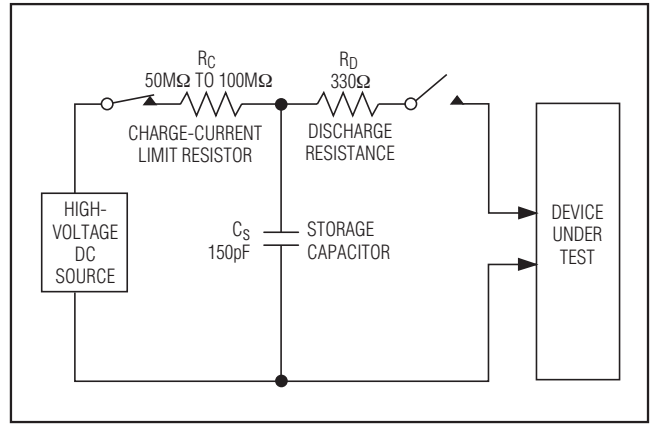 R_C
50MΩ TO 100MΩ
CHARGE-CURRENT
LIMIT RESISTOR
R_D
330Ω
DISCHARGE
RESISTANCE
HIGH-
VOLTAGE
DC
SOURCE
C_S
150pF
STORAGE
CAPACITOR
DEVICE
UNDER
TEST